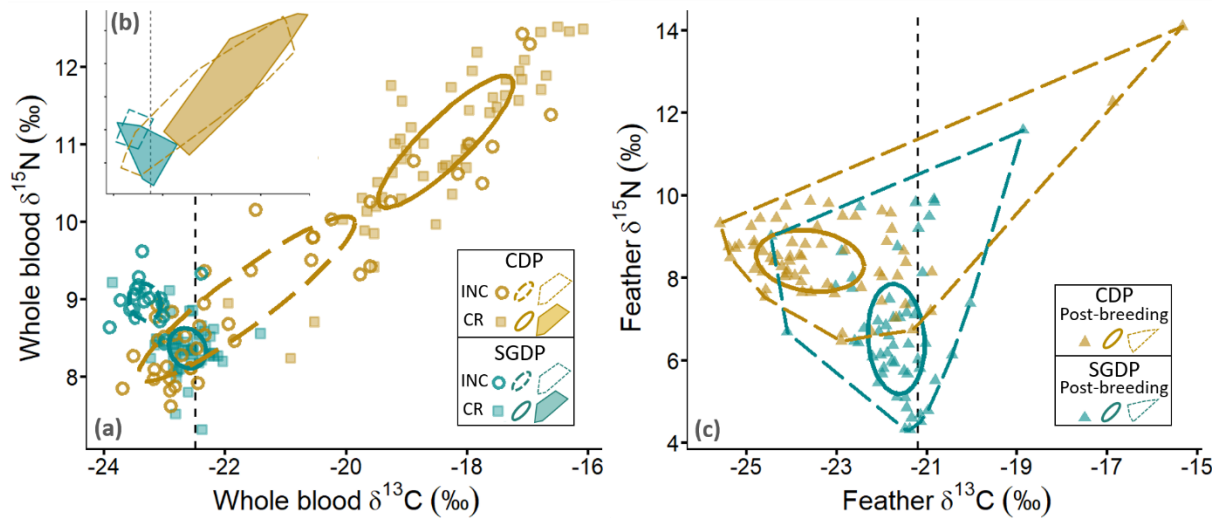 (b)
12
11
10
9
8
Whole blood δ¹⁵N (‰)
(a)
-24
-22
-20
-18
-16
Whole blood δ¹³C (‰)
CDP
INC
CR
SGDP
INC
CR
14
12
10
8
6
4
Feather δ¹⁵N (‰)
(c)
-25
-23
-21
-19
-17
-15
Feather δ¹³C (‰)
CDP
Post-breeding
SGDP
Post-breeding